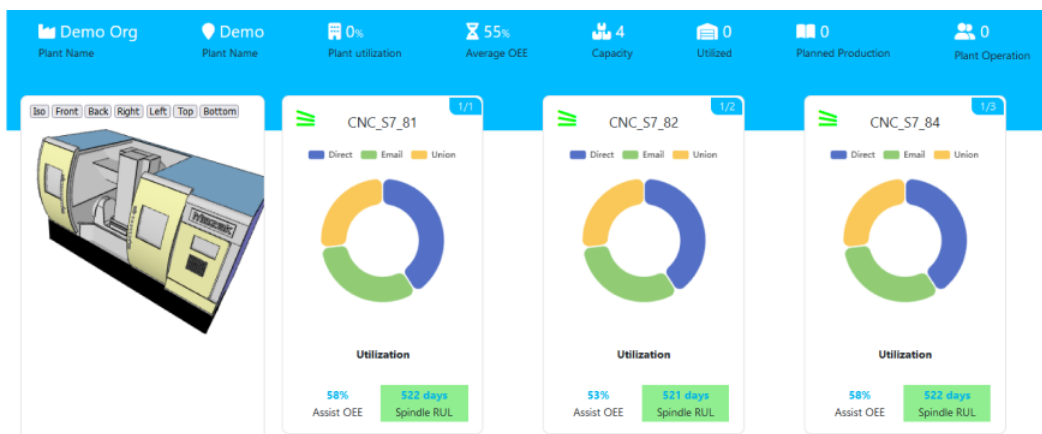 Demo Org
Plant Name
Demo
Plant Name
0%
Plant utilization
55%
Average OEE
4
Capacity
0
Utilized
0
Planned Production
0
Plant Operation
Iso Front Back Right Left Top Bottom
1/1
CNC_S7_81
Direct Email Union
Utilization
58%
Assist OEE
522 days
Spindle RUL
1/2
CNC_S7_82
Direct Email Union
Utilization
53%
Assist OEE
521 days
Spindle RUL
1/3
CNC_S7_84
Direct Email Union
Utilization
58%
Assist OEE
522 days
Spindle RUL